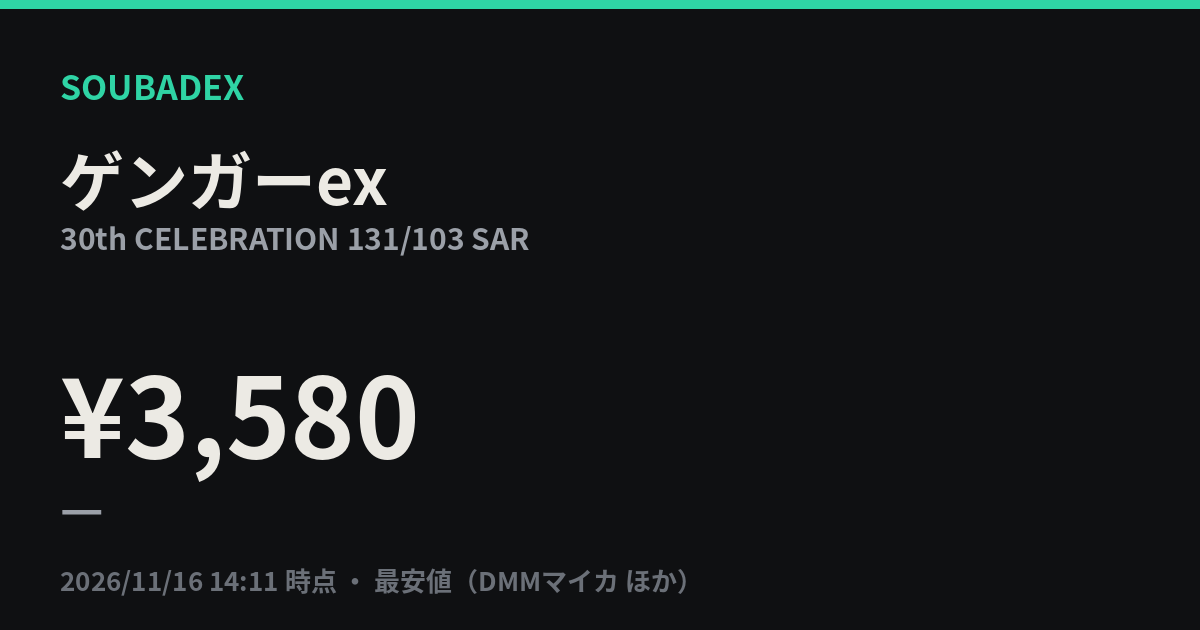 SOUBADEX
ゲンガーex
30th CELEBRATION 131/103 SAR
¥3,580
—
2026/11/16 14:11 時点 ・ 最安値（DMMマイカ ほか）